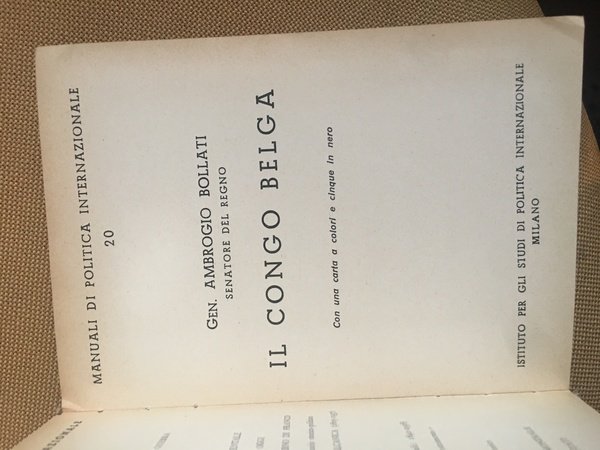 MANUALI DI POLITICA INTERNAZIONALE
20
GEN. AMBROGIO BOLLATI
SENATORE DEL REGNO
IL CONGO BELGA
Con una carta a colori e cinque in nero
ISTITUTO PER GLI STUDI DI POLITICA INTERNAZIONALE
MILANO